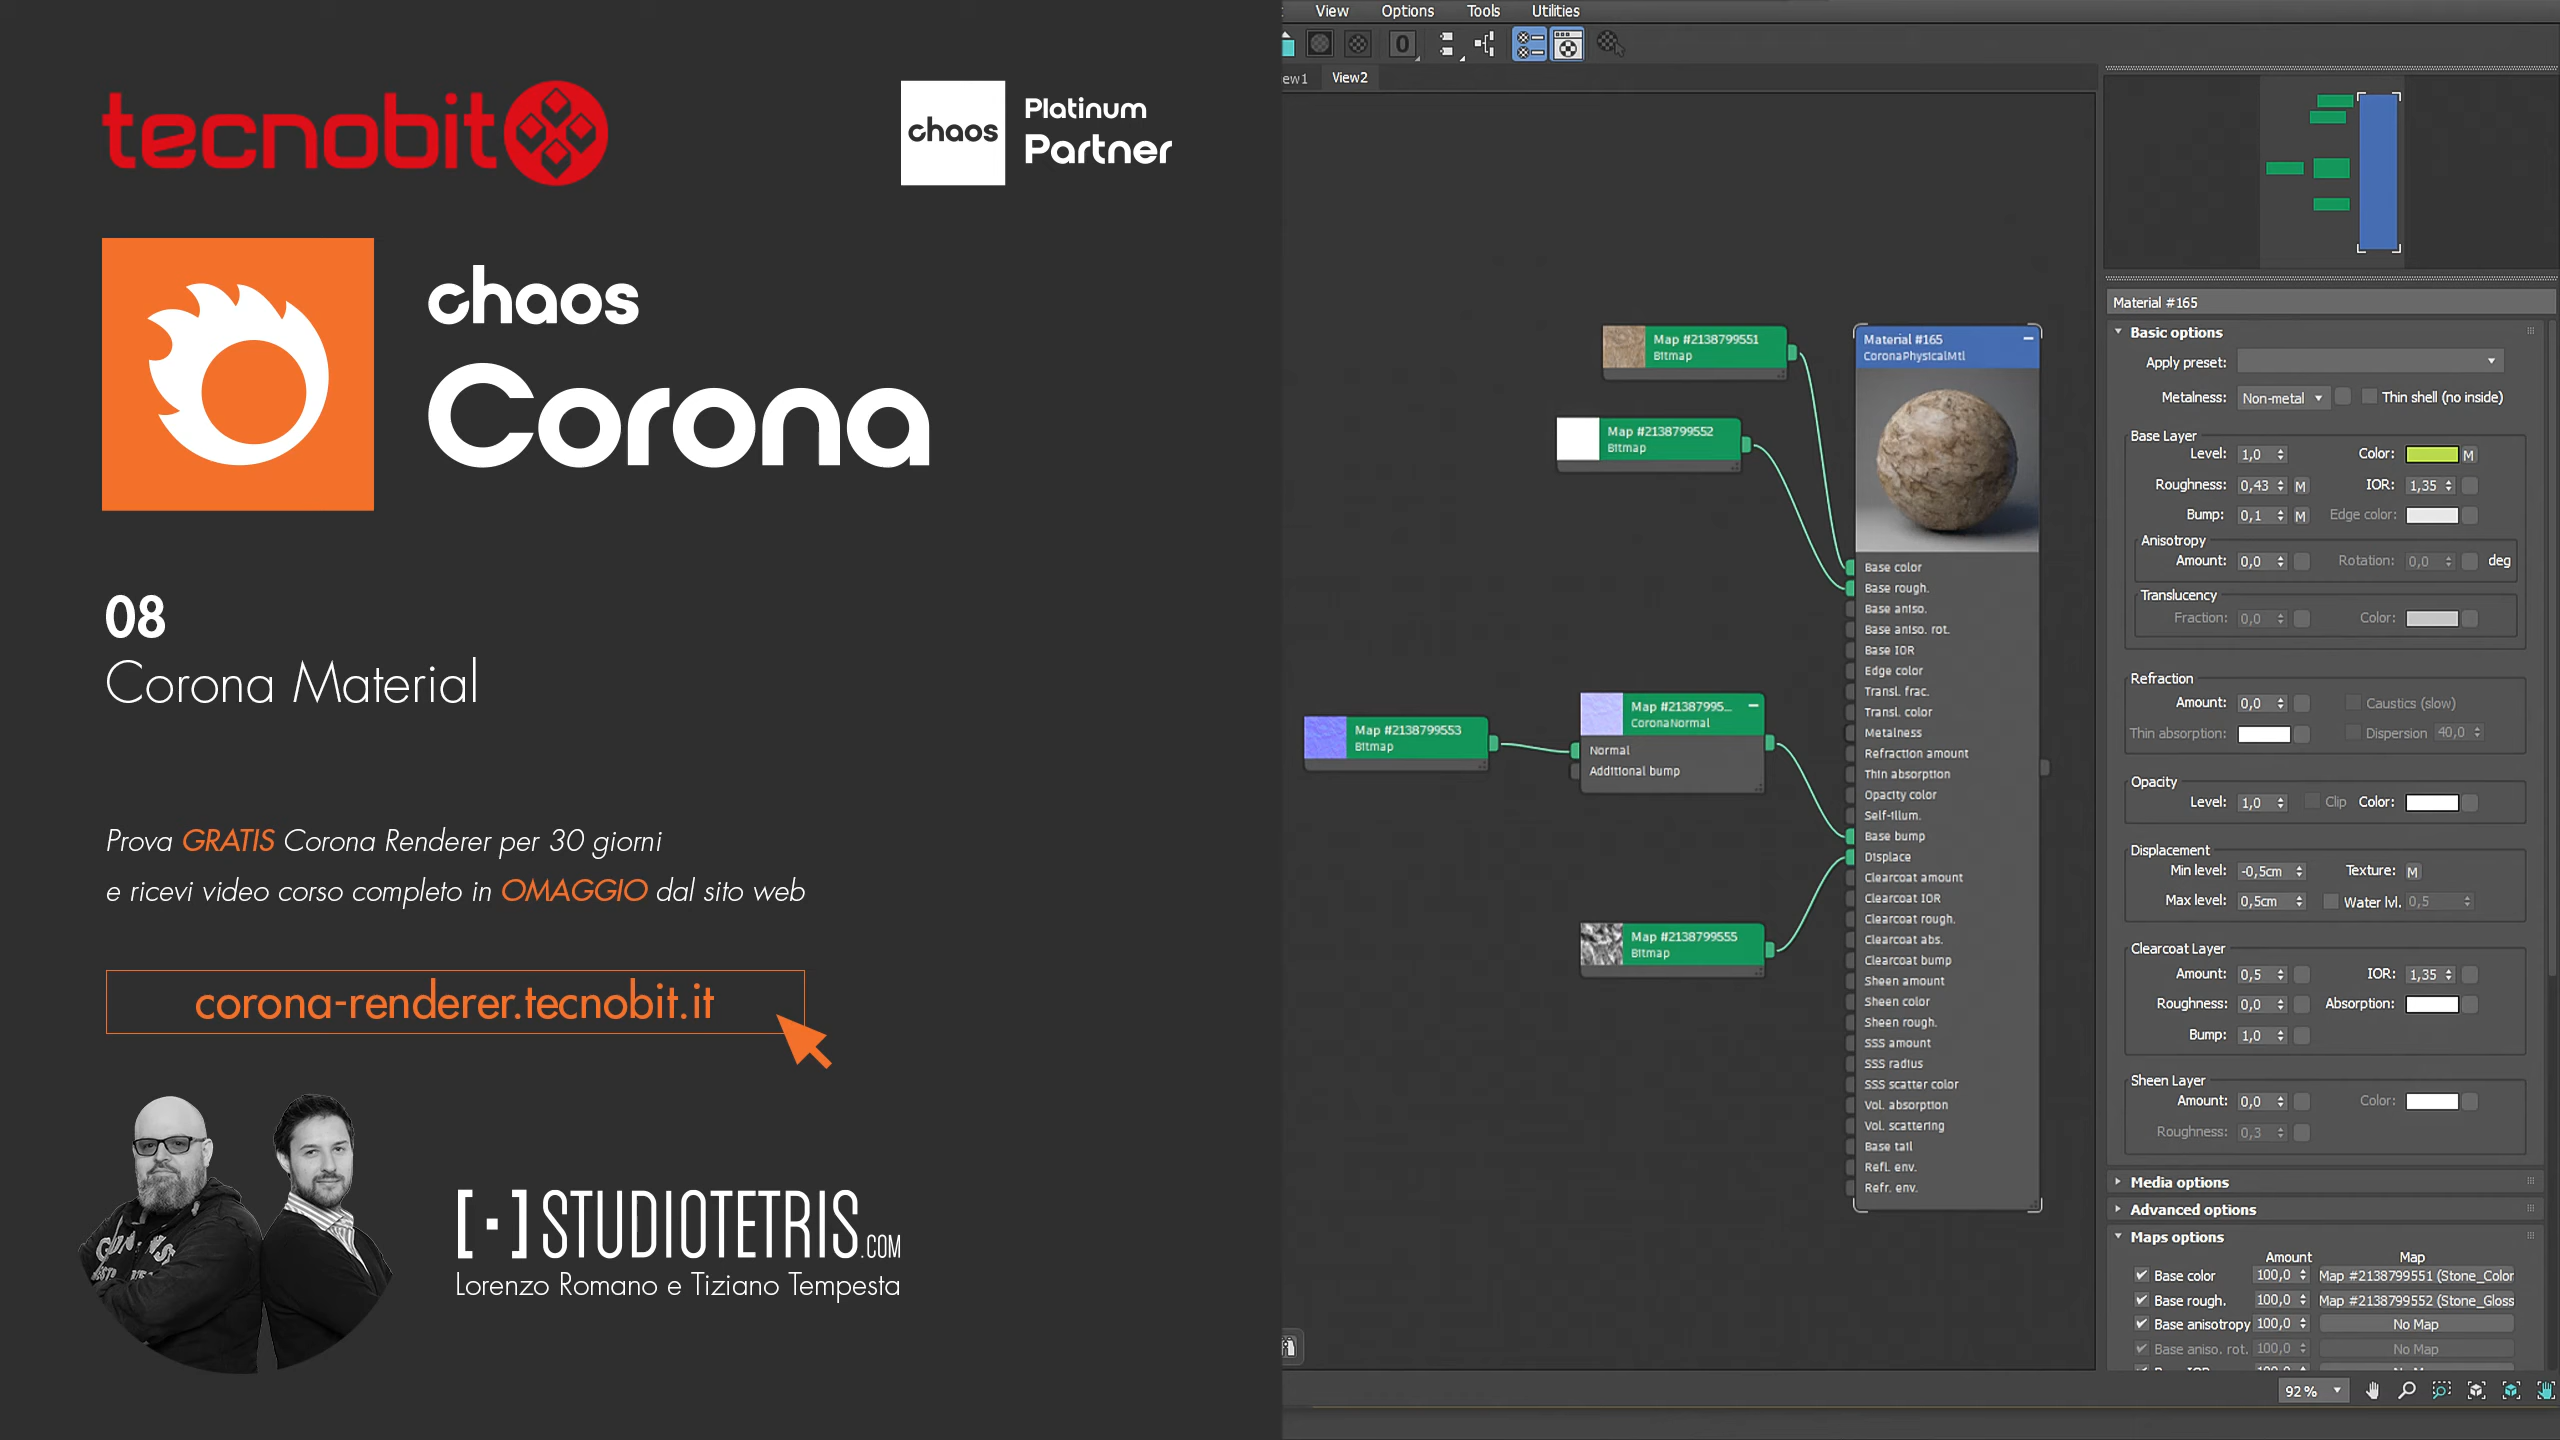 tecnobit
chaos
Platinum
Partner
chaos
Corona
08
Corona Material
Prova GRATIS Corona Renderer per 30 giorni
e ricevi video corso completo in OMAGGIO dal sito web
corona-renderer.tecnobit.it
[·] STUDIOTETRIS.COM
Lorenzo Romano e Tiziano Tempesta
View Options Tools Utilities
0
ew1 View2
Map #2138799551
Bitmap
Map #2138799552
Bitmap
Map #2138799553
Bitmap
Map #21387995...
CoronaNormal
Normal
Additional bump
Map #2138799555
Bitmap
Material #165
CoronaPhysicalMtl
Base color
Base rough.
Base aniso.
Base aniso. rot.
Base IOR
Edge color
Transl. frac.
Transl. color
Metalness
Refraction amount
Thin absorption
Opacity color
Self-illum.
Base bump
Displace
Clearcoat amount
Clearcoat IOR
Clearcoat rough.
Clearcoat abs.
Clearcoat bump
Sheen amount
Sheen color
Sheen rough.
SSS amount
SSS radius
SSS scatter color
Vol. absorption
Vol. scattering
Base tail
Refl. env.
Refr. env.
Material #165
Basic options
Apply preset:
Metalness: Non-metal Thin shell (no inside)
Base Layer
Level: 1,0 Color: M
Roughness: 0,43 M IOR: 1,35
Bump: 0,1 M Edge color:
Anisotropy
Amount: 0,0 Rotation: 0,0 deg
Translucency
Fraction: 0,0 Color:
Refraction
Amount: 0,0 Caustics (slow)
Thin absorption: Dispersion 40,0
Opacity
Level: 1,0 Clip Color:
Displacement
Min level: -0,5cm Texture: M
Max level: 0,5cm Water lvl. 0,5
Clearcoat Layer
Amount: 0,5 IOR: 1,35
Roughness: 0,0 Absorption:
Bump: 1,0
Sheen Layer
Amount: 0,0 Color:
Roughness: 0,3
Media options
Advanced options
Maps options
Amount Map
Base color 100,0 Map #2138799551 (Stone_Color
Base rough. 100,0 Map #2138799552 (Stone_Gloss
Base anisotropy 100,0 No Map
Base aniso. rot. 100,0 No Map
92%